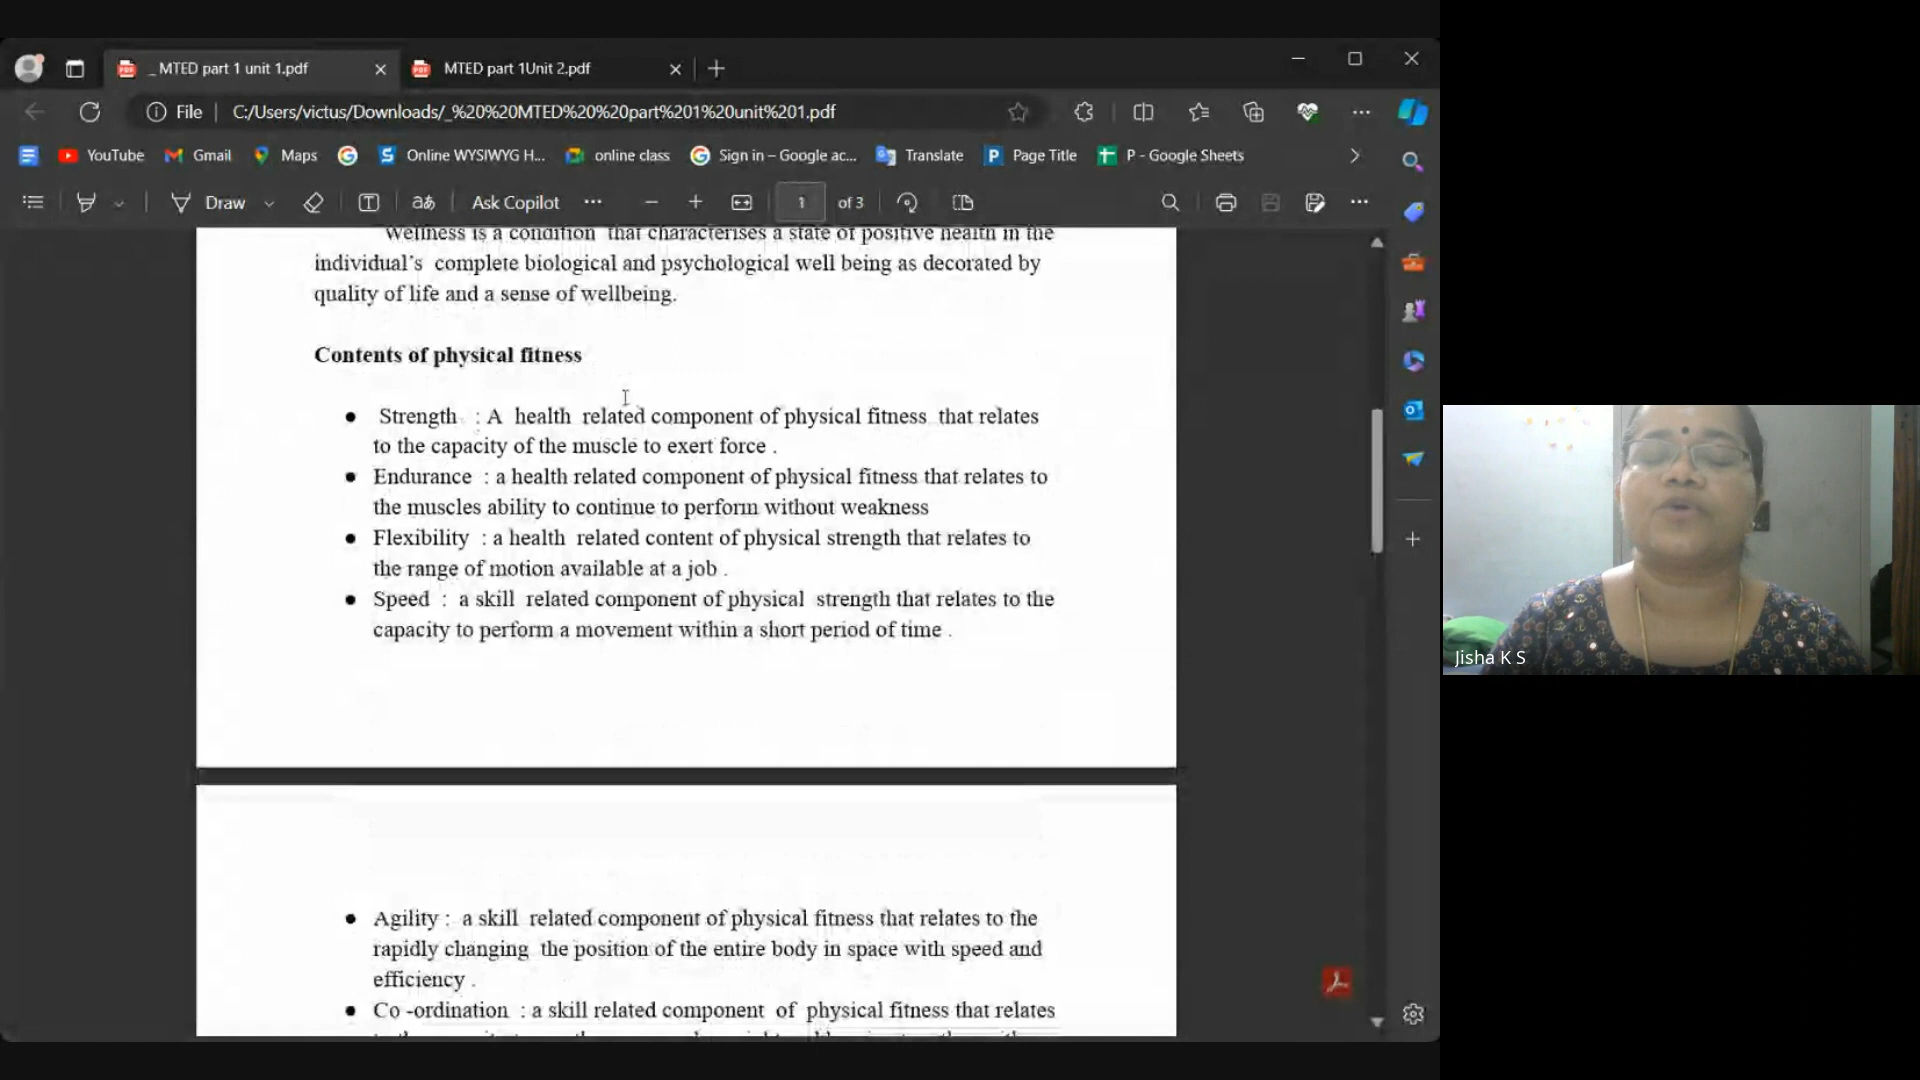 _ MTED part 1 unit 1.pdf
MTED part 1Unit 2.pdf
File
C:/Users/victus/Downloads/_%20%20MTED%20%20part%201%20unit%201.pdf
YouTube
Gmail
Maps
Online WYSIWYG H...
online class
Sign in – Google ac...
Translate
Page Title
P - Google Sheets
Draw
Ask Copilot
1
of 3
Wellness is a condition that characterises a state of positive health in the
individual's complete biological and psychological well being as decorated by
quality of life and a sense of wellbeing.
Contents of physical fitness
● Strength : A health related component of physical fitness that relates
to the capacity of the muscle to exert force .
● Endurance : a health related component of physical fitness that relates to
the muscles ability to continue to perform without weakness
● Flexibility : a health related content of physical strength that relates to
the range of motion available at a job .
● Speed : a skill related component of physical strength that relates to the
capacity to perform a movement within a short period of time .
● Agility : a skill related component of physical fitness that relates to the
rapidly changing the position of the entire body in space with speed and
efficiency .
● Co -ordination : a skill related component of physical fitness that relates
Jisha K S